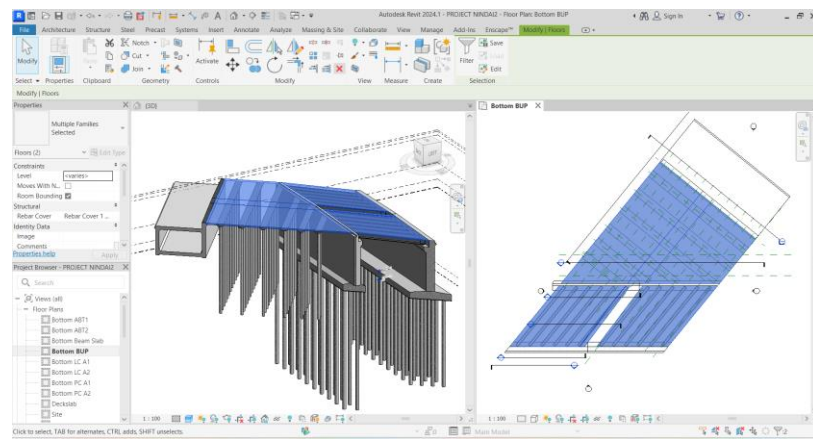 Autodesk Revit 2024.1 - PROJECT NINDAI2 - Floor Plan: Bottom BUP
Sign In
File Architecture Structure Steel Precast Systems Insert Annotate Analyze Massing & Site Collaborate View Manage Add-Ins Enscape™ Modify | Floors
Modify
Notch
Cut
Join
Activate
Filter
Save
Edit
Select Properties Clipboard Geometry Controls Modify View Measure Create Selection
Modify | Floors
Properties
{3D}
Bottom BUP
Multiple Families Selected
Floors (2)
Edit Type
Constraints
Level <varies>
Moves With N...
Room Bounding
Structural
Rebar Cover Rebar Cover 1 ...
Identity Data
Image
Comments
Properties help
Apply
Project Browser - PROJECT NINDAI2
Search
Views (all)
Floor Plans
Bottom ABT1
Bottom ABT2
Bottom Beam Slab
Bottom BUP
Bottom LC A1
Bottom LC A2
Bottom PC A1
Bottom PC A2
Deckslab
Site
1 : 100
1 : 100
Click to select, TAB for alternates, CTRL adds, SHIFT unselects.
Main Model
:2